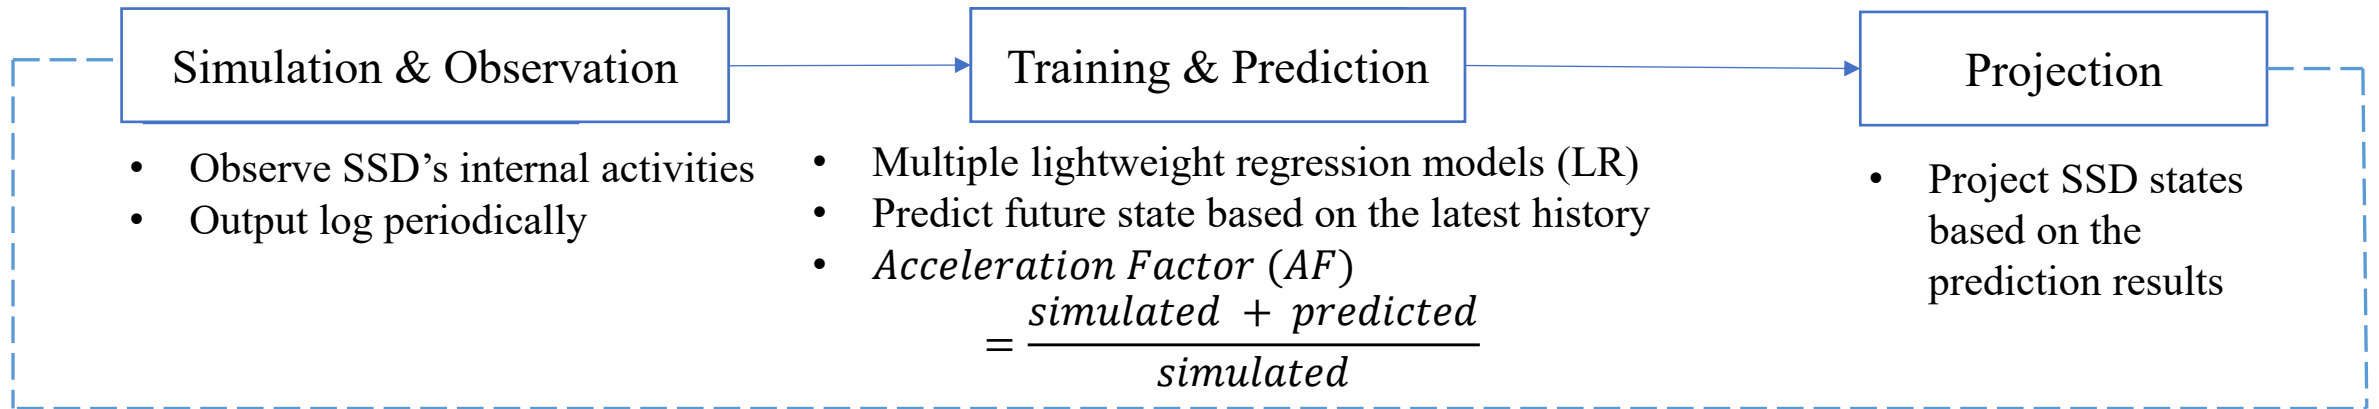 Simulation & Observation
• Observe SSD’s internal activities
• Output log periodically
Training & Prediction
• Multiple lightweight regression models (LR)
• Predict future state based on the latest history
• Acceleration Factor (AF)
= simulated + predicted
simulated
Projection
• Project SSD states
based on the
prediction results